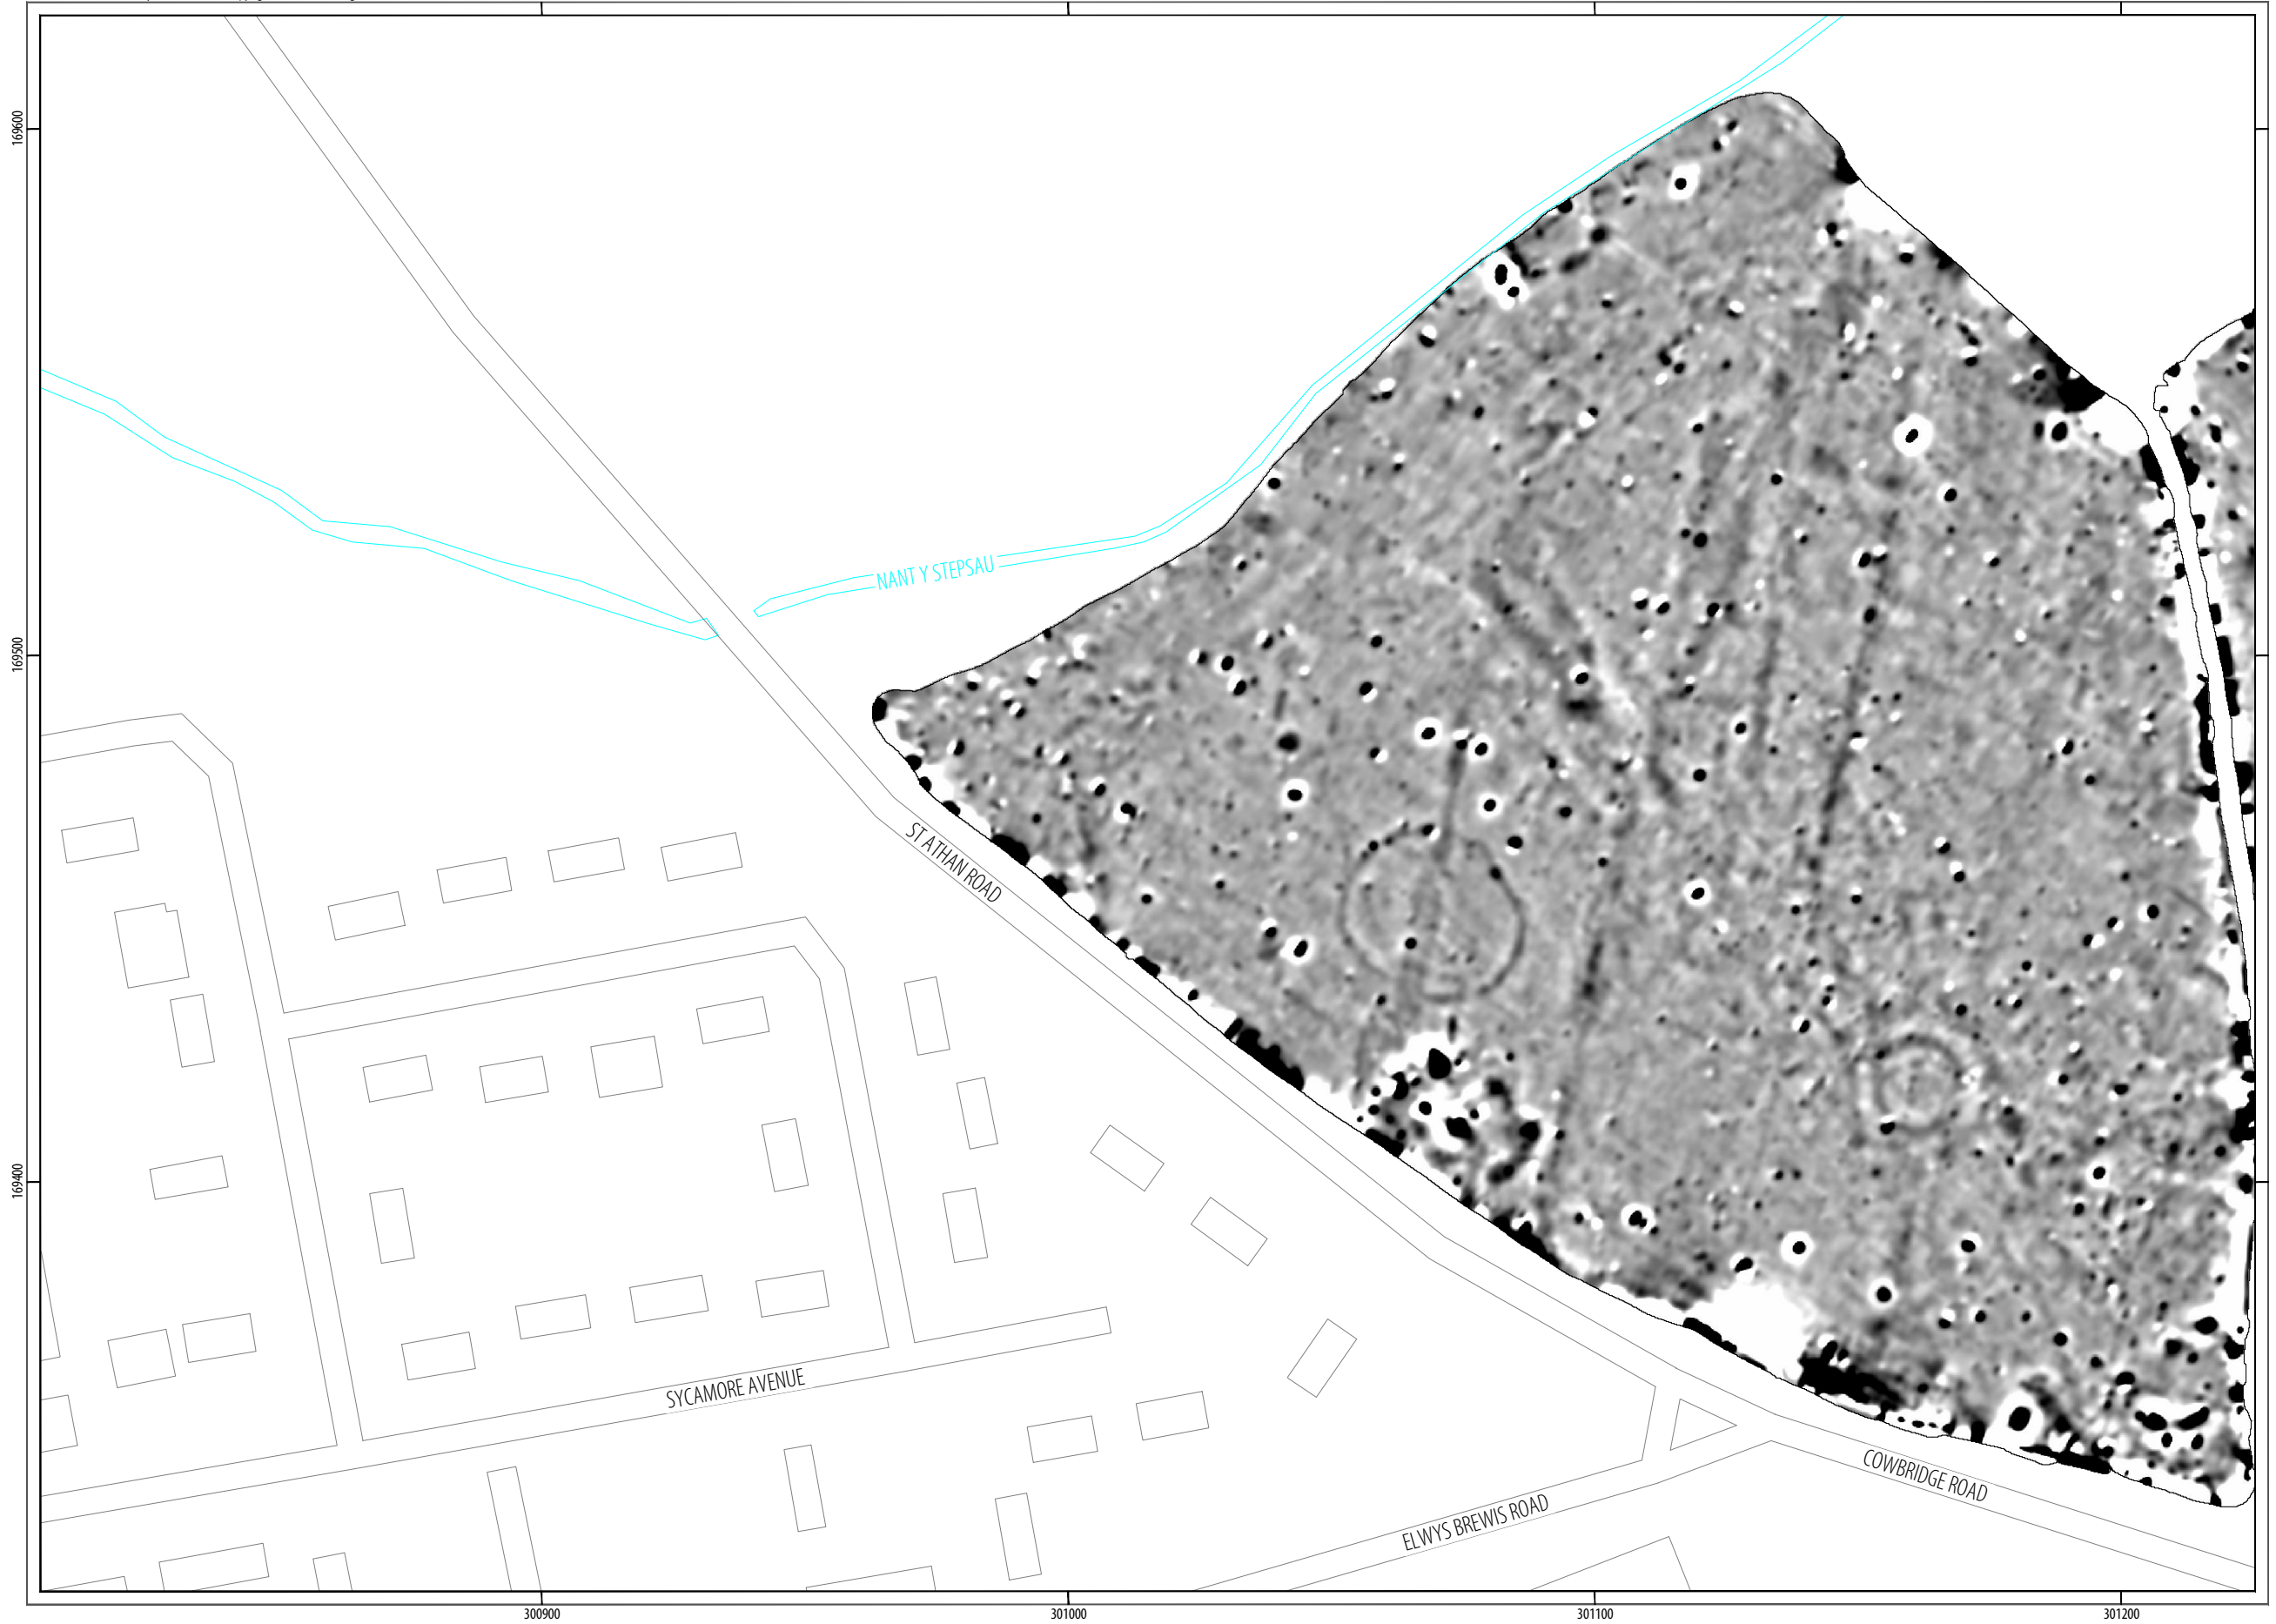 169600
169500
169400
NANT Y STEPSAU
ST ATHAN ROAD
SYCAMORE AVENUE
COWBRIDGE ROAD
ELWYS BREWIS ROAD
300900
301000
301100
301200